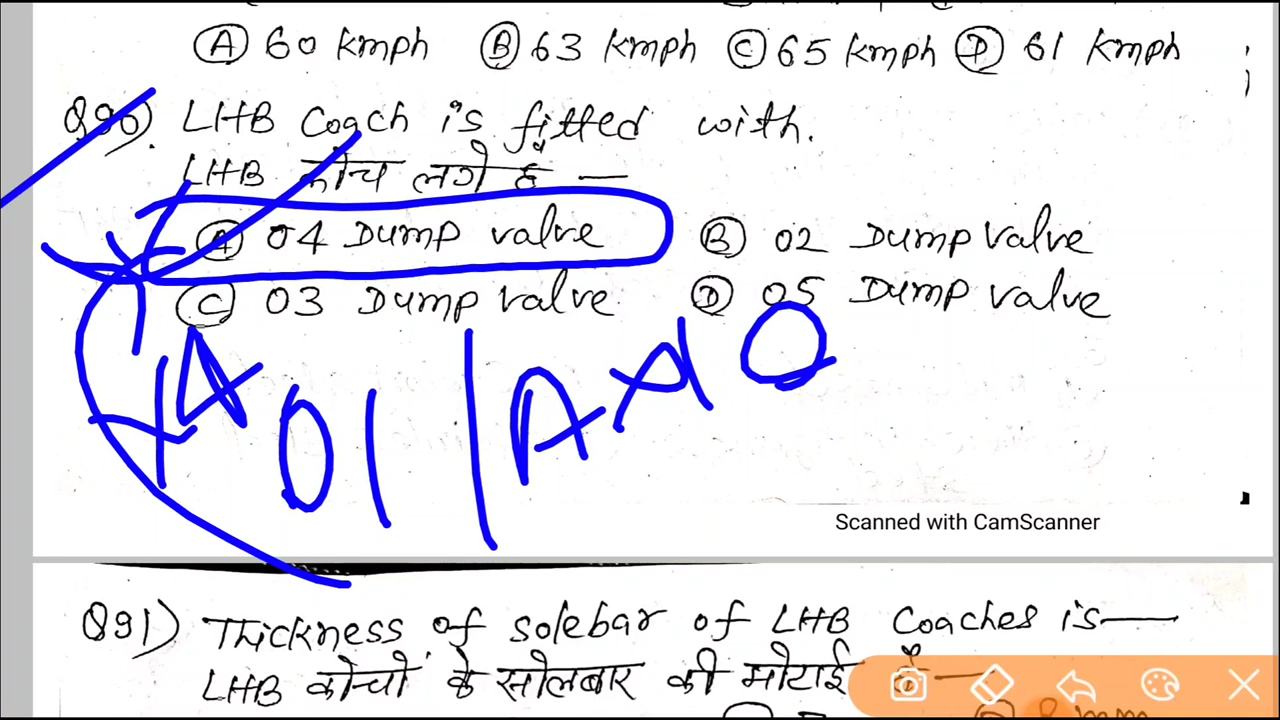 (A) 60 kmph (B) 63 kmph (C) 65 kmph (D) 61 kmph
Q90) LHB Coach is fitted with.
LHB कोच लगे हैं —
(A) 04 Dump valve (B) 02 Dump Valve
(C) 03 Dump valve (D) 05 Dump valve
01
Scanned with CamScanner
Q91) Thickness of solebar of LHB Coaches is —
LHB कोचो के सोलबार की मोटाई है —